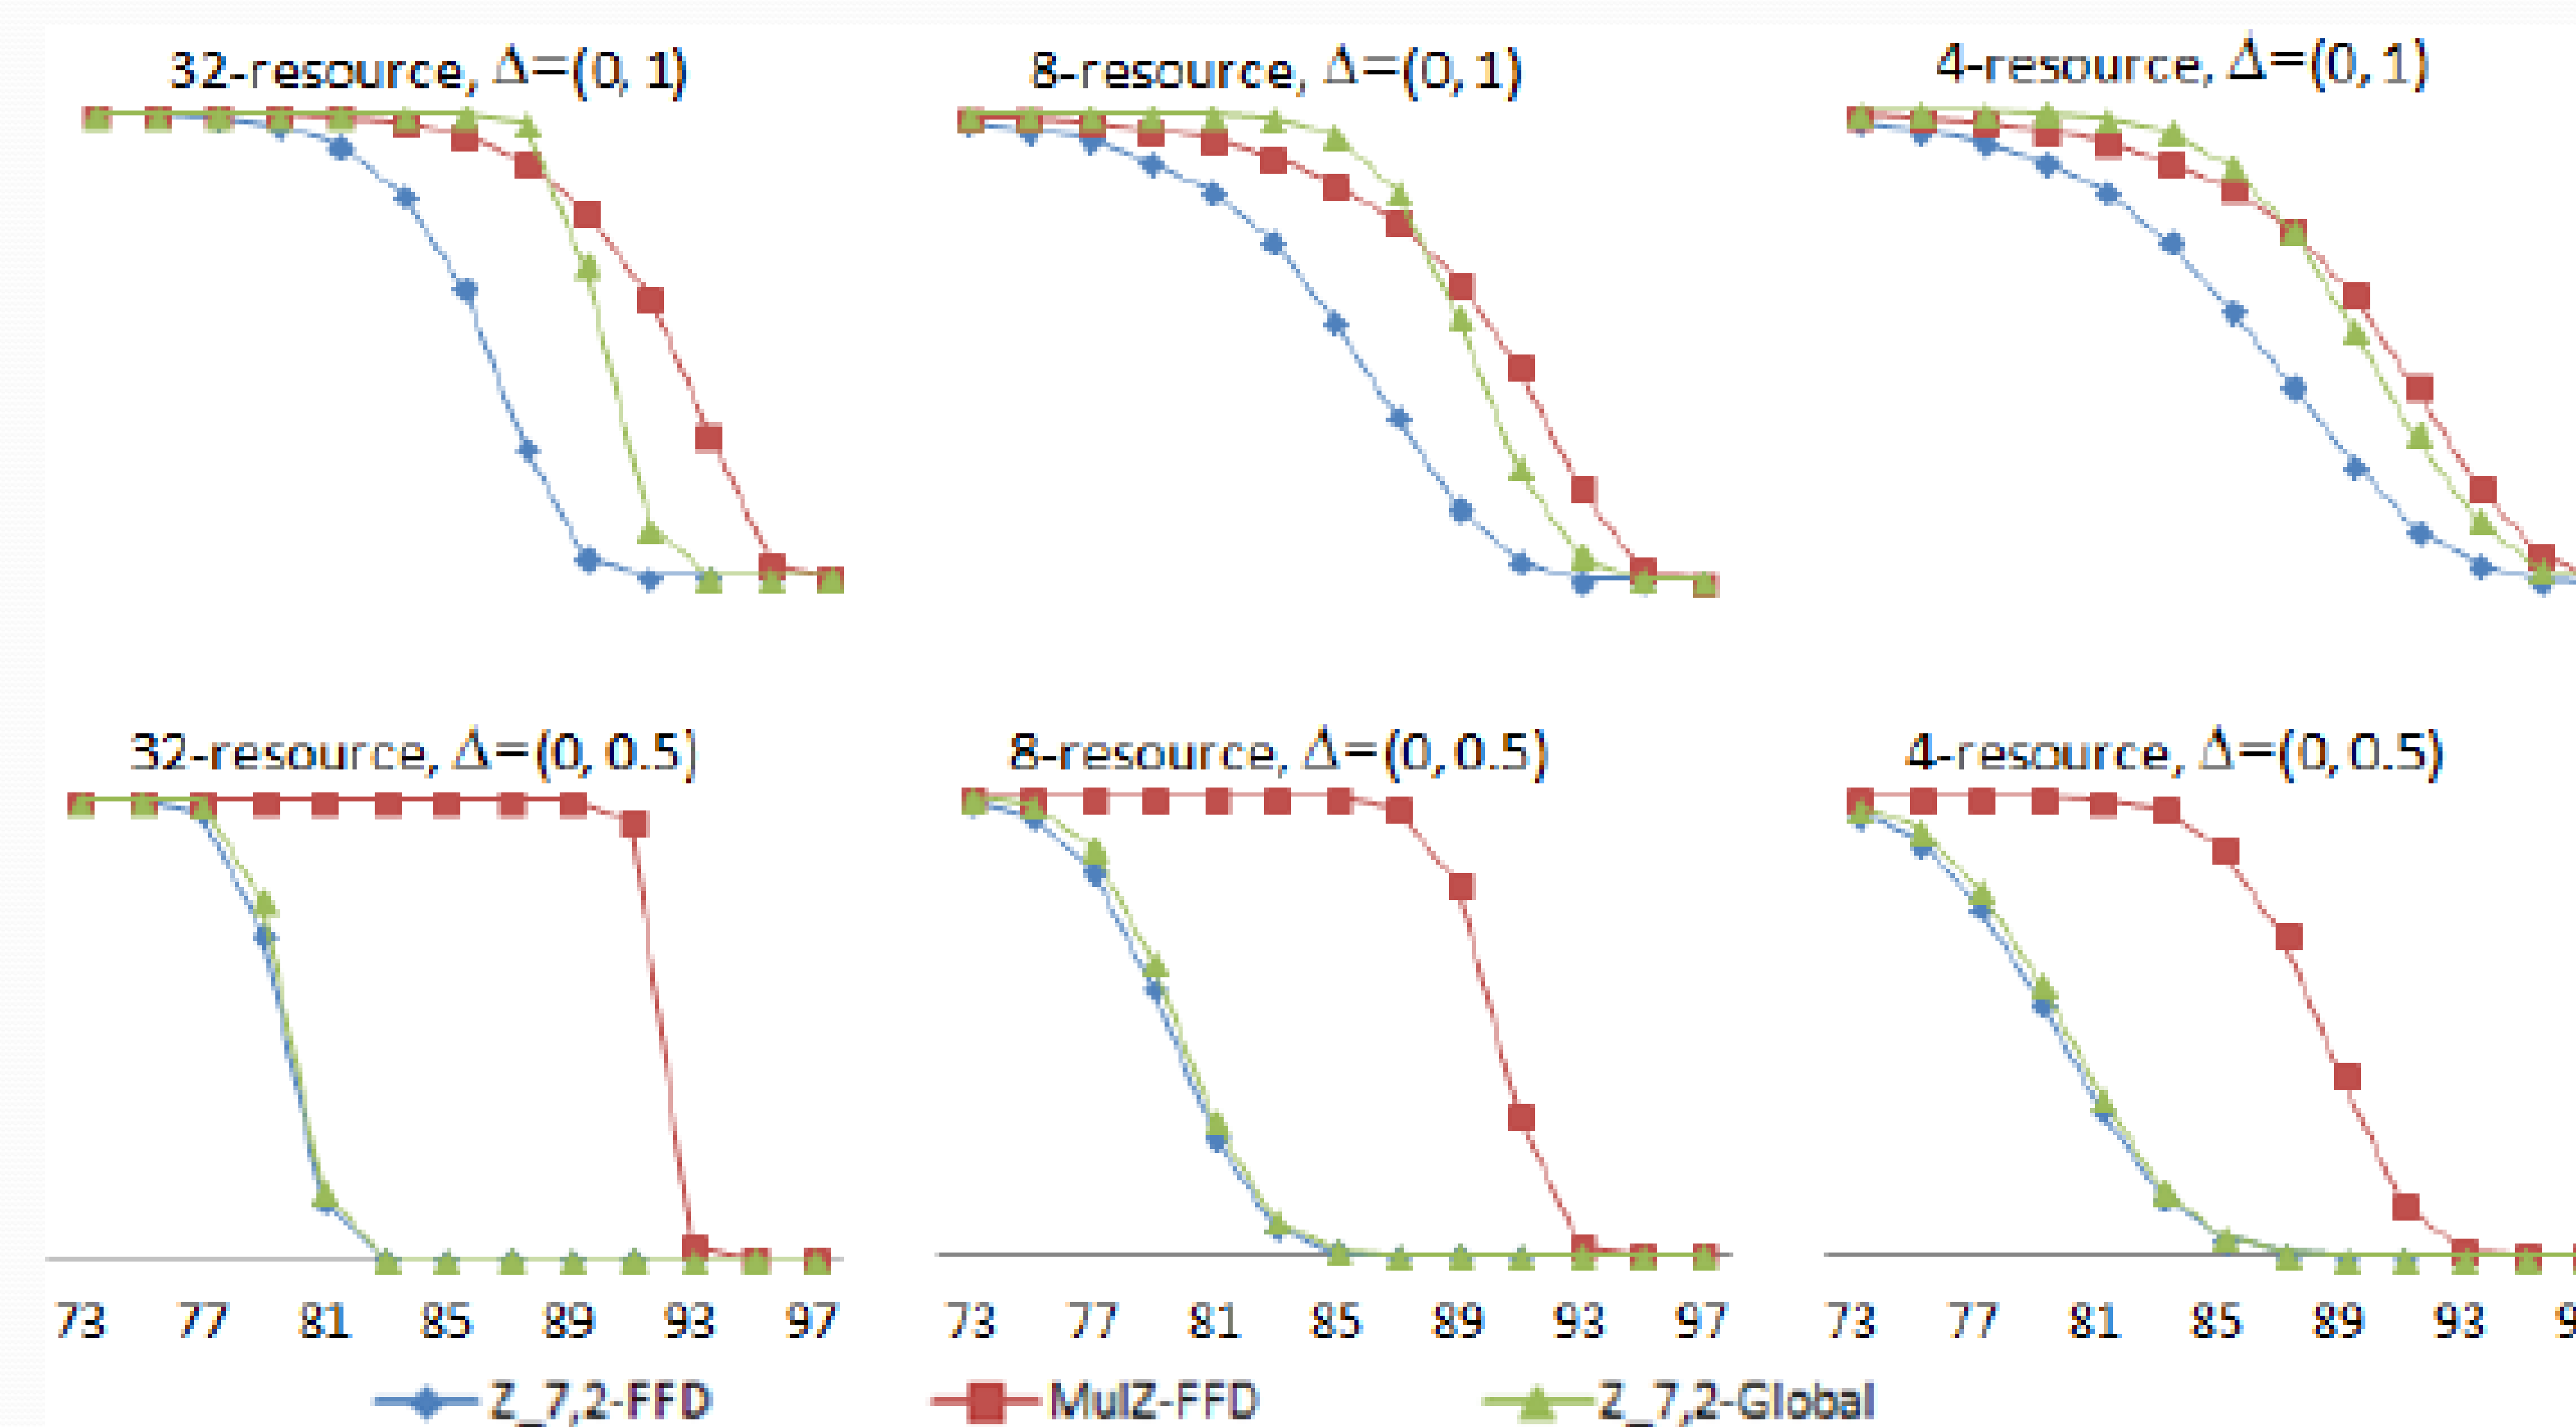 32-resource, Δ=(0, 1)
8-resource, Δ=(0, 1)
4-resource, Δ=(0, 1)
32-resource, Δ=(0, 0.5)
8-resource, Δ=(0, 0.5)
4-resource, Δ=(0, 0.5)
73 77 81 85 89 93 97
73 77 81 85 89 93 97
73 77 81 85 89 93 9
Z_7,2-FFD
MulZ-FFD
Z_7,2-Global